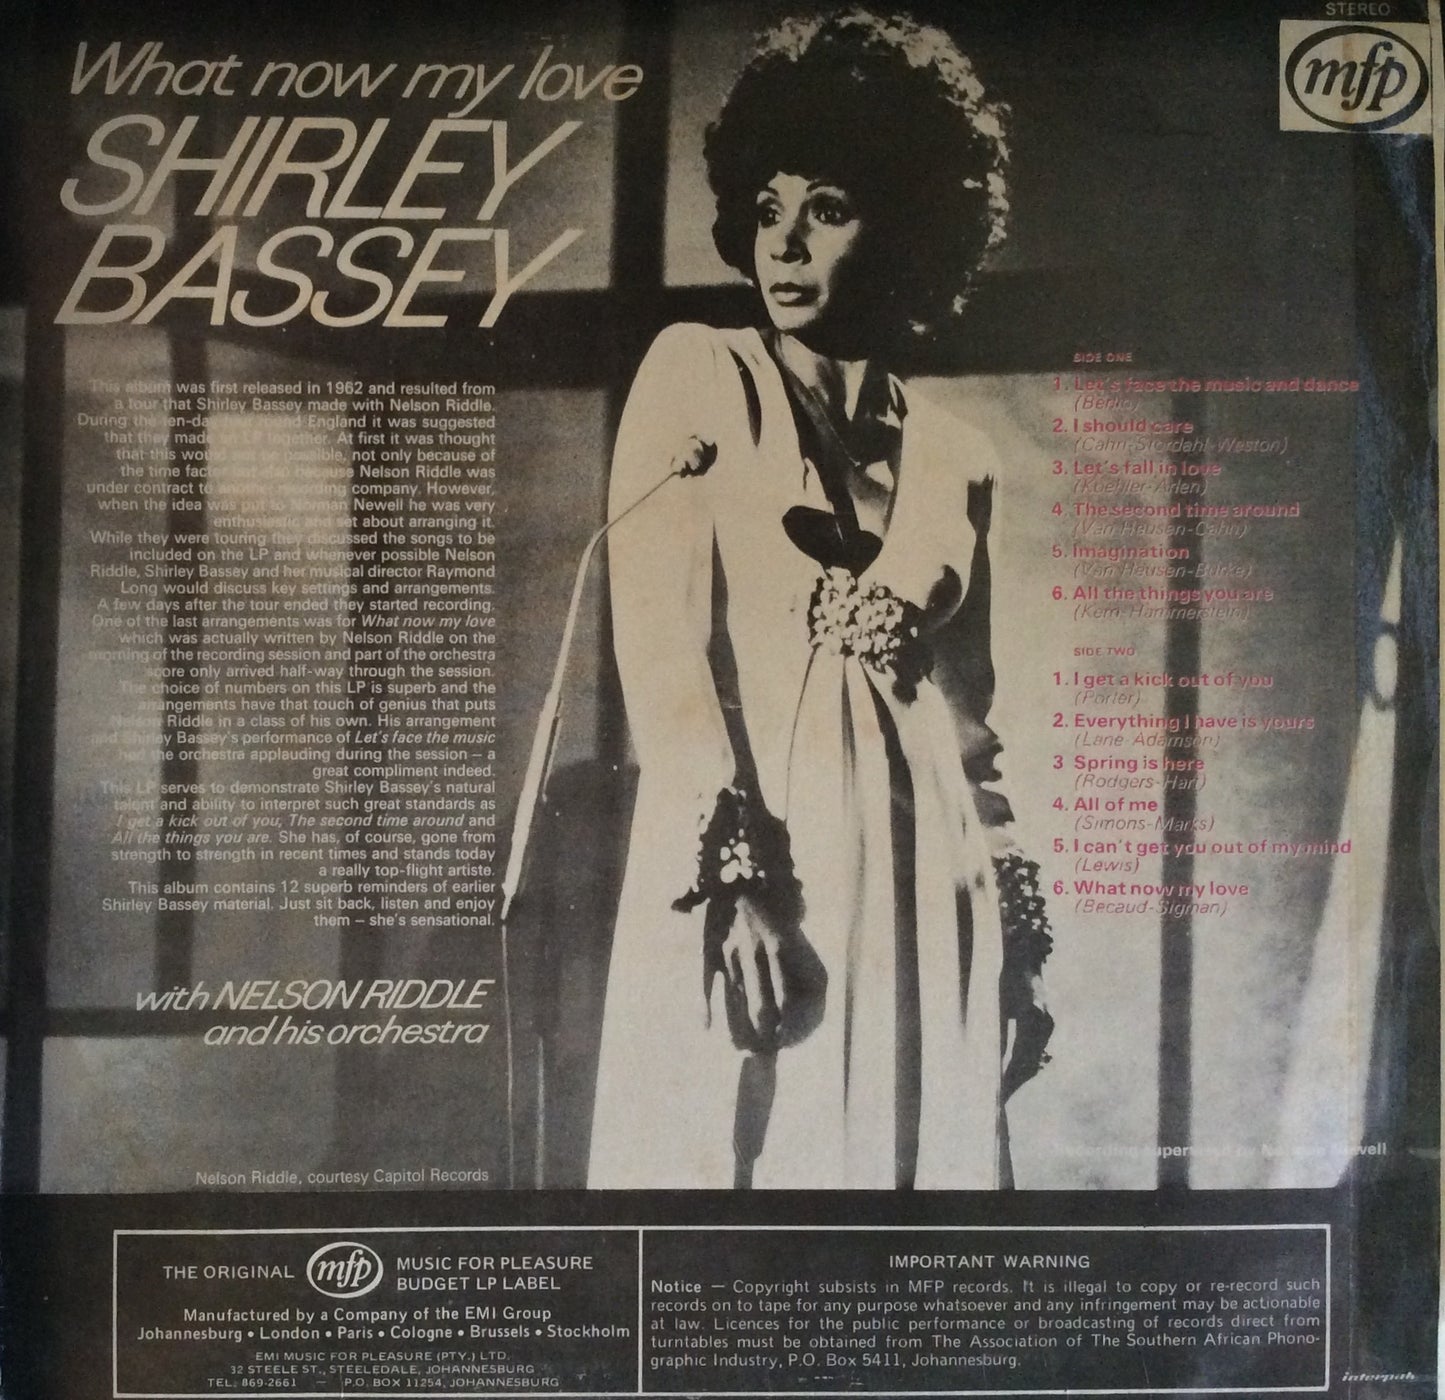 STEREO
mfp
What now my love
SHIRLEY
BASSEY
This album was first released in 1962 and resulted from
a tour that Shirley Bassey made with Nelson Riddle.
During the ten-day tour round England it was suggested
that they made an LP together. At first it was thought
that this would not be possible, not only because of
the time factor but also because Nelson Riddle was
under contract to another recording company. However,
when the idea was put to Norman Newell he was very
enthusiastic and set about arranging it.
While they were touring they discussed the songs to be
included on the LP and whenever possible Nelson
Riddle, Shirley Bassey and her musical director Raymond
Long would discuss key settings and arrangements.
A few days after the tour ended they started recording.
One of the last arrangements was for What now my love
which was actually written by Nelson Riddle on the
morning of the recording session and part of the orchestra
score only arrived half-way through the session.
The choice of numbers on this LP is superb and the
arrangements have that touch of genius that puts
Nelson Riddle in a class of his own. His arrangement
and Shirley Bassey's performance of Let's face the music
had the orchestra applauding during the session – a
great compliment indeed.
This LP serves to demonstrate Shirley Bassey's natural
talent and ability to interpret such great standards as
I get a kick out of you, The second time around and
All the things you are. She has, of course, gone from
strength to strength in recent times and stands today
a really top-flight artiste.
This album contains 12 superb reminders of earlier
Shirley Bassey material. Just sit back, listen and enjoy
them – she's sensational.
with NELSON RIDDLE
and his orchestra
Nelson Riddle, courtesy Capitol Records
SIDE ONE
1. Let's face the music and dance
(Berlin)
2. I should care
(Cahn-Stordahl-Weston)
3. Let's fall in love
(Koehler-Arlen)
4. The second time around
(Van Heusen-Cahn)
5. Imagination
(Van Heusen-Burke)
6. All the things you are
(Kern-Hammerstein)
SIDE TWO
1. I get a kick out of you
(Porter)
2. Everything I have is yours
(Lane-Adamson)
3 Spring is here
(Rodgers-Hart)
4. All of me
(Simons-Marks)
5. I can't get you out of my mind
(Lewis)
6. What now my love
(Becaud-Sigman)
Recording supervised by Norman Newell
THE ORIGINAL mfp MUSIC FOR PLEASURE
BUDGET LP LABEL
Manufactured by a Company of the EMI Group
Johannesburg • London • Paris • Cologne • Brussels • Stockholm
EMI MUSIC FOR PLEASURE (PTY.) LTD.
32 STEELE ST., STEELEDALE, JOHANNESBURG
TEL. 869-2661 — P.O. BOX 11254, JOHANNESBURG
IMPORTANT WARNING
Notice — Copyright subsists in MFP records. It is illegal to copy or re-record such
records on to tape for any purpose whatsoever and any infringement may be actionable
at law. Licences for the public performance or broadcasting of records direct from
turntables must be obtained from The Association of The Southern African Phono-
graphic Industry, P.O. Box 5411, Johannesburg.
interpak